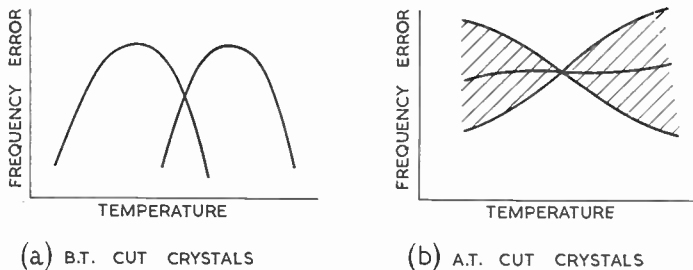 FREQUENCY ERROR
TEMPERATURE
(a) B.T. CUT CRYSTALS
FREQUENCY ERROR
TEMPERATURE
(b) A.T. CUT CRYSTALS